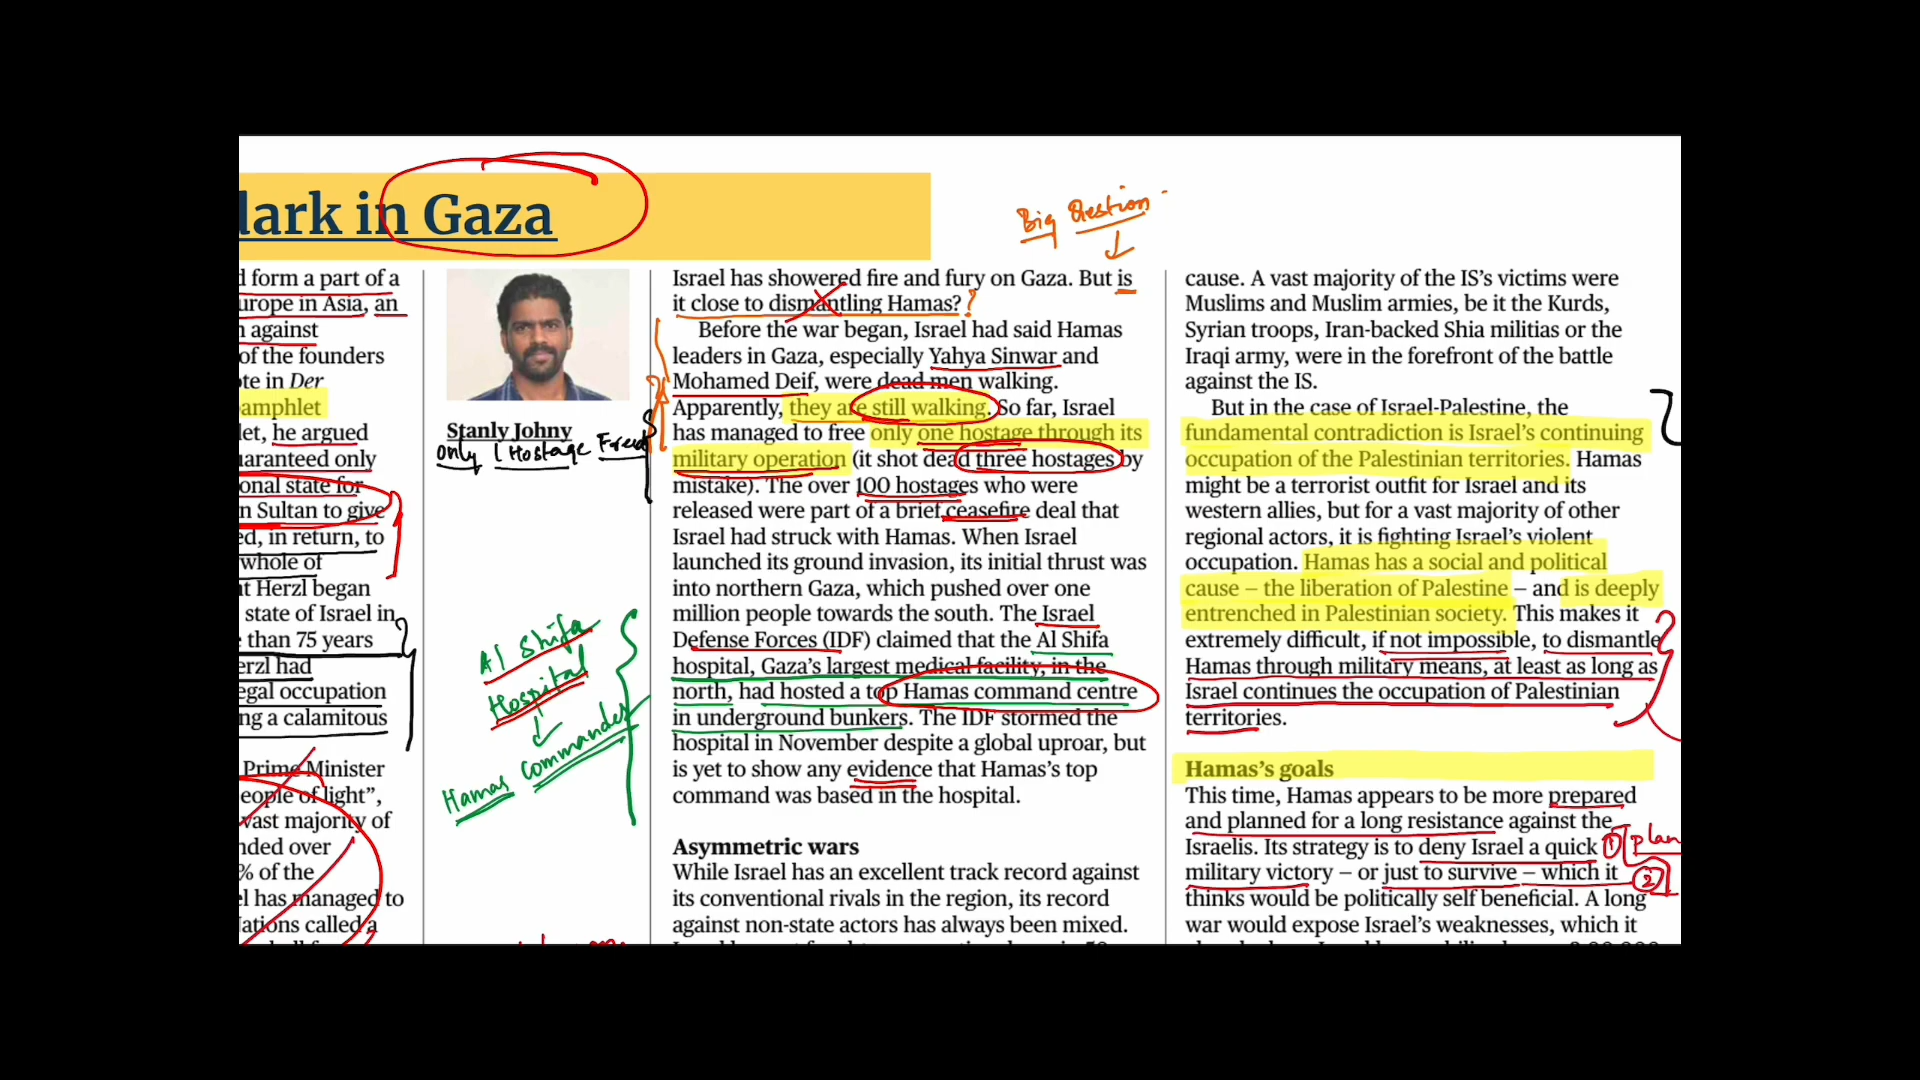 dark in Gaza
Big Question
d form a part of a
urope in Asia, an
n against
of the founders
ote in Der
pamphlet
let, he argued
uaranteed only
onal state for
n Sultan to give
ed, in return, to
whole of
it Herzl began
state of Israel in
e than 75 years
erzl had
egal occupation
ng a calamitous
Prime Minister
eople of light”,
vast majority of
nded over
% of the
el has managed to
Nations called a
Stanly Johny
only 1 Hostage Freed
Al Shifa
Hospital
Hamas Commander
Israel has showered fire and fury on Gaza. But is
it close to dismantling Hamas?
?
Before the war began, Israel had said Hamas
leaders in Gaza, especially Yahya Sinwar and
Mohamed Deif, were dead men walking.
Apparently, they are still walking. So far, Israel
has managed to free only one hostage through its
military operation (it shot dead three hostages by
mistake). The over 100 hostages who were
released were part of a brief ceasefire deal that
Israel had struck with Hamas. When Israel
launched its ground invasion, its initial thrust was
into northern Gaza, which pushed over one
million people towards the south. The Israel
Defense Forces (IDF) claimed that the Al Shifa
hospital, Gaza’s largest medical facility, in the
north, had hosted a top Hamas command centre
in underground bunkers. The IDF stormed the
hospital in November despite a global uproar, but
is yet to show any evidence that Hamas’s top
command was based in the hospital.
Asymmetric wars
While Israel has an excellent track record against
its conventional rivals in the region, its record
against non-state actors has always been mixed.
cause. A vast majority of the IS’s victims were
Muslims and Muslim armies, be it the Kurds,
Syrian troops, Iran-backed Shia militias or the
Iraqi army, were in the forefront of the battle
against the IS.
But in the case of Israel-Palestine, the
fundamental contradiction is Israel’s continuing
occupation of the Palestinian territories. Hamas
might be a terrorist outfit for Israel and its
western allies, but for a vast majority of other
regional actors, it is fighting Israel’s violent
occupation. Hamas has a social and political
cause – the liberation of Palestine – and is deeply
entrenched in Palestinian society. This makes it
extremely difficult, if not impossible, to dismantle
Hamas through military means, at least as long as
Israel continues the occupation of Palestinian
territories.
Hamas’s goals
This time, Hamas appears to be more prepared
and planned for a long resistance against the
Israelis. Its strategy is to deny Israel a quick
military victory – or just to survive – which it
thinks would be politically self beneficial. A long
war would expose Israel’s weaknesses, which it
1 plan
2